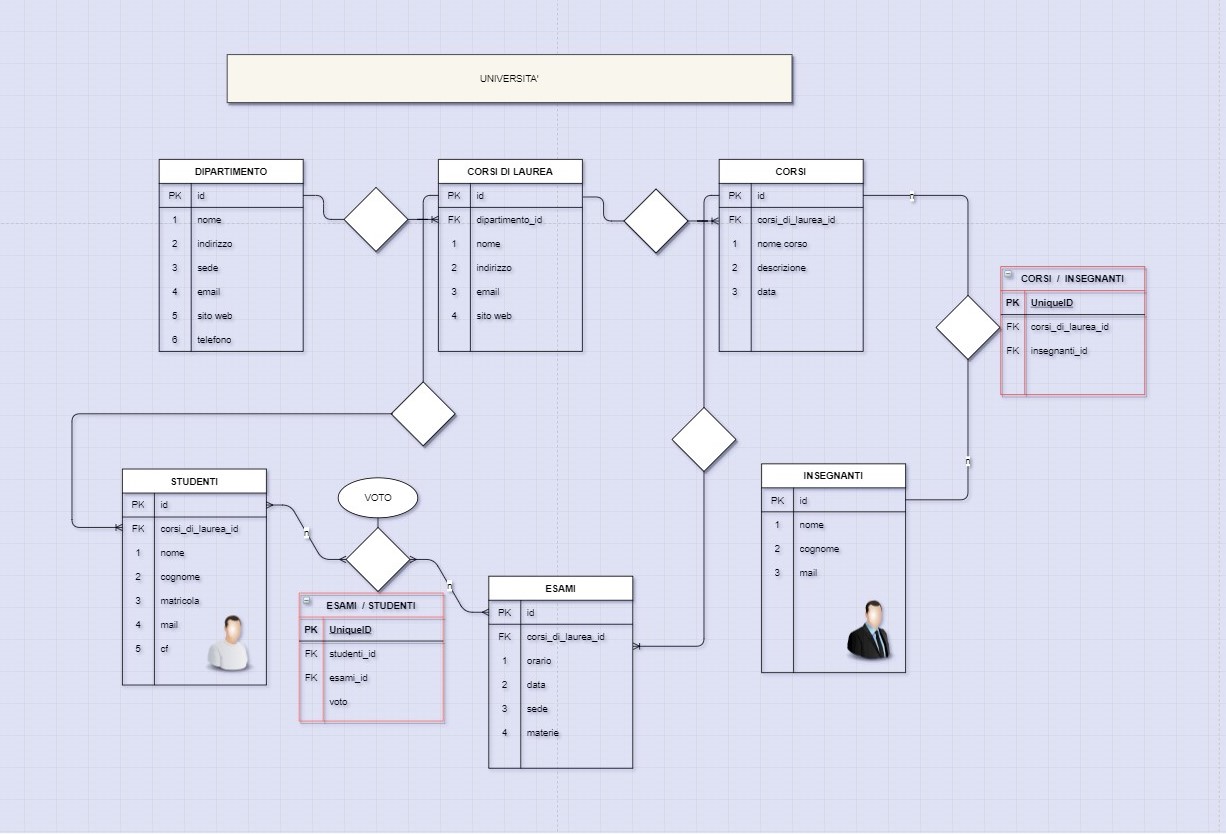 UNIVERSITA'
DIPARTIMENTO
PK id
1 nome
2 indirizzo
3 sede
4 email
5 sito web
6 telefono
CORSI DI LAUREA
PK id
FK dipartimento_id
1 nome
2 indirizzo
3 email
4 sito web
CORSI
PK id
FK corsi_di_laurea_id
1 nome corso
2 descrizione
3 data
n
CORSI / INSEGNANTI
PK UniqueID
FK corsi_di_laurea_id
FK insegnanti_id
n
STUDENTI
PK id
FK corsi_di_laurea_id
1 nome
2 cognome
3 matricola
4 mail
5 cf
n
VOTO
n
ESAMI / STUDENTI
PK UniqueID
FK studenti_id
FK esami_id
voto
ESAMI
PK id
FK corsi_di_laurea_id
1 orario
2 data
3 sede
4 materie
INSEGNANTI
PK id
1 nome
2 cognome
3 mail